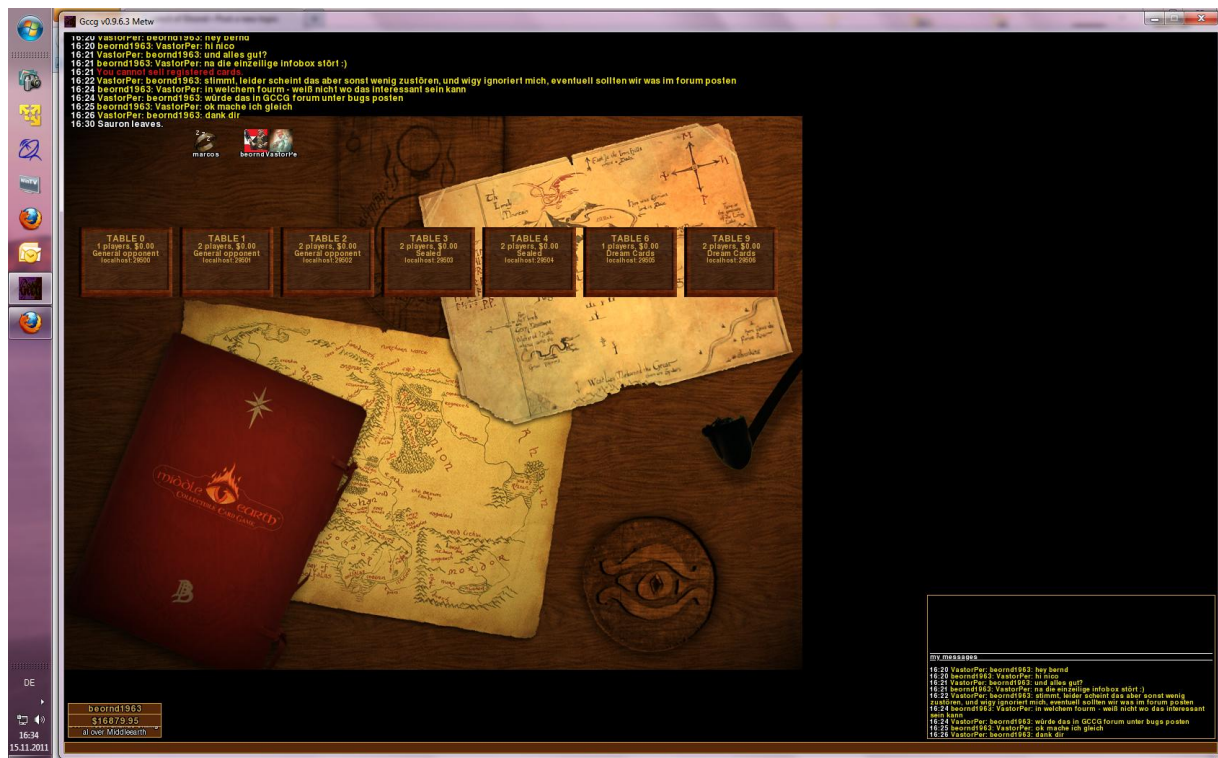 Gccg v0.9.6.3 Metw
16:20 VastorPer: beornd1963: hey bernd
16:20 beornd1963: VastorPer: hi nico
16:21 VastorPer: beornd1963: und alles gut?
16:21 beornd1963: VastorPer: na die einzeilige infobox stört :)
16:21 You cannot sell registered cards.
16:22 VastorPer: beornd1963: stimmt, leider scheint das aber sonst wenig zustören, und wigy ignoriert mich, eventuell sollten wir was im forum posten
16:24 beornd1963: VastorPer: in welchem fourm - weiß nicht wo das interessant sein kann
16:24 VastorPer: beornd1963: würde das in GCCG forum unter bugs posten
16:25 beornd1963: VastorPer: ok mache ich gleich
16:26 VastorPer: beornd1963: dank dir
16:30 Sauron leaves.
marcos
beornd VastorPe
TABLE 0
1 players, $0.00
General opponent
localhost:29500
TABLE 1
2 players, $0.00
General opponent
localhost:29501
TABLE 2
2 players, $0.00
General opponent
localhost:29502
TABLE 3
2 players, $0.00
Sealed
localhost:29503
TABLE 4
2 players, $0.00
Sealed
localhost:29504
TABLE 6
1 players, $0.00
Dream Cards
localhost:29505
TABLE 9
2 players, $0.00
Dream Cards
localhost:29506
middle earth
Collectible Card Game
my messages
16:20 VastorPer: beornd1963: hey bernd
16:20 beornd1963: VastorPer: hi nico
16:21 VastorPer: beornd1963: und alles gut?
16:21 beornd1963: VastorPer: na die einzeilige infobox stört :)
16:22 VastorPer: beornd1963: stimmt, leider scheint das aber sonst wenig
zustören, und wigy ignoriert mich, eventuell sollten wir was im forum posten
16:24 beornd1963: VastorPer: in welchem fourm - weiß nicht wo das interessant
sein kann
16:24 VastorPer: beornd1963: würde das in GCCG forum unter bugs posten
16:25 beornd1963: VastorPer: ok mache ich gleich
16:26 VastorPer: beornd1963: dank dir
beornd1963
$16879.95
al over Middleearth
DE
16:34
15.11.2011